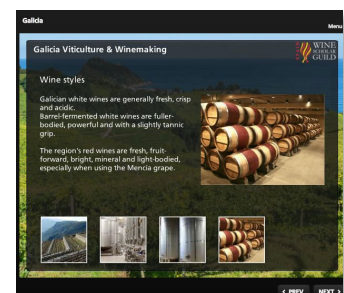 Galicia
Menu
Galicia Viticulture & Winemaking
WINE
SCHOLAR
GUILD
Wine styles
Galician white wines are generally fresh, crisp
and acidic.
Barrel-fermented white wines are fuller-
bodied, powerful and with a slightly tannic
grip.
The region's red wines are fresh, fruit-
forward, bright, mineral and light-bodied,
especially when using the Mencia grape.
< PREV NEXT >